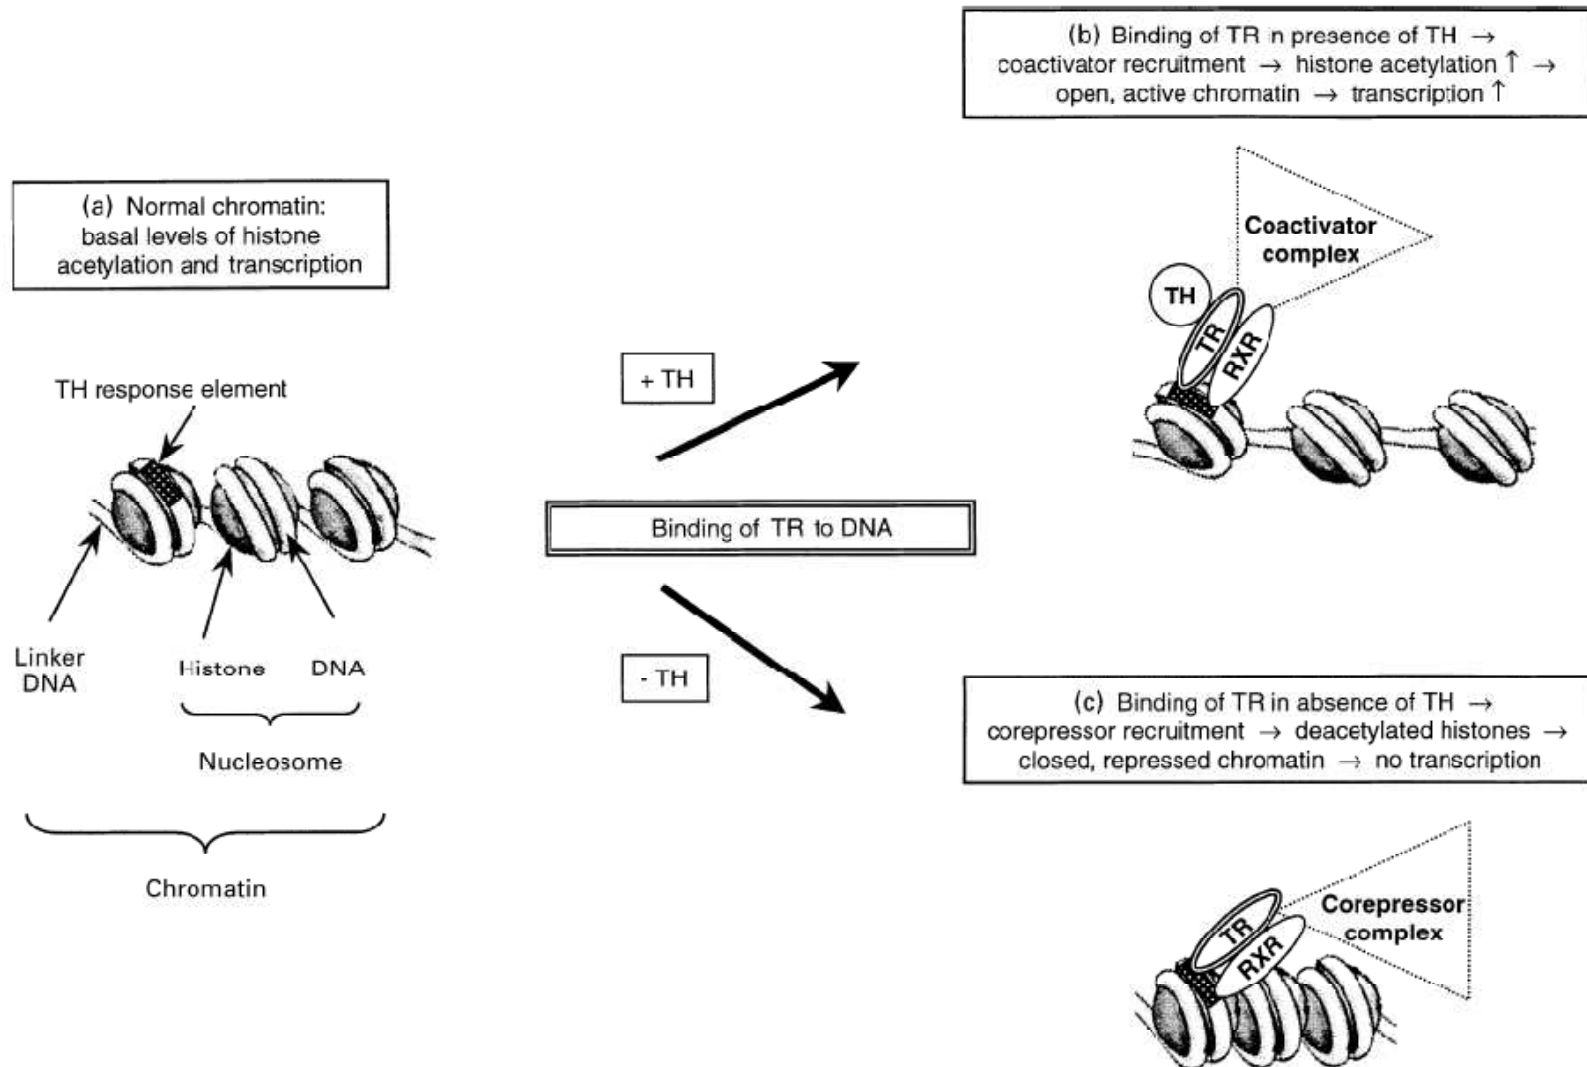 (a) Normal chromatin:
basal levels of histone
acetylation and transcription
TH response element
Linker
DNA
Histone
DNA
Nucleosome
Chromatin
+ TH
Binding of TR to DNA
- TH
(b) Binding of TR in presence of TH →
coactivator recruitment → histone acetylation ↑ →
open, active chromatin → transcription ↑
Coactivator
complex
TH
TR
RXR
(c) Binding of TR in absence of TH →
corepressor recruitment → deacetylated histones →
closed, repressed chromatin → no transcription
Corepressor
complex
TR
RXR